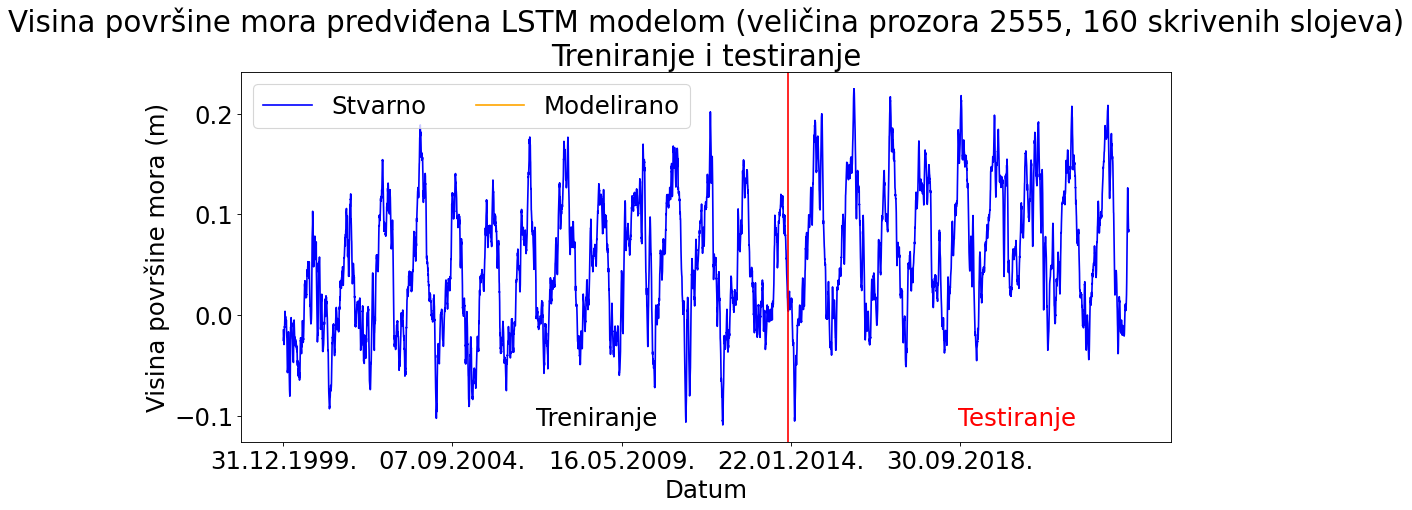 Visina površine mora predviđena LSTM modelom (veličina prozora 2555, 160 skrivenih slojeva)
Treniranje i testiranje
Stvarno
Modelirano
Visina površine mora (m)
0.2
0.1
0.0
−0.1
Treniranje
Testiranje
31.12.1999.
07.09.2004.
16.05.2009.
22.01.2014.
30.09.2018.
Datum